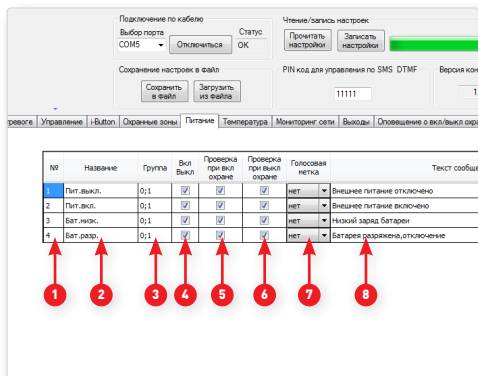 Подключение по кабелю
Чтение/запись настроек
Выбор порта
Статус
COM5
Отключиться
OK
Прочитать настройки
Записать настройки
Сохранение настроек в файл
PIN код для управления по SMS DTMF
Версия кон
Сохранить в файл
Загрузить из файла
11111
1
ревоге Управление i-Button Охранные зоны Питание Температура Мониторинг сети Выходы Оповещение о вкл/выкл охра
№ Название Группа Вкл Выкл Проверка при вкл охране Проверка при выкл охране Голосовая метка Текст сообще
1 Пит.выкл. 0;1 нет Внешнее питание отключено
2 Пит.вкл. 0;1 нет Внешнее питание включено
3 Бат.низк. 0;1 нет Низкий заряд батареи
4 Бат.разр. 0;1 нет Батарея разряжена,отключение
1 2 3 4 5 6 7 8